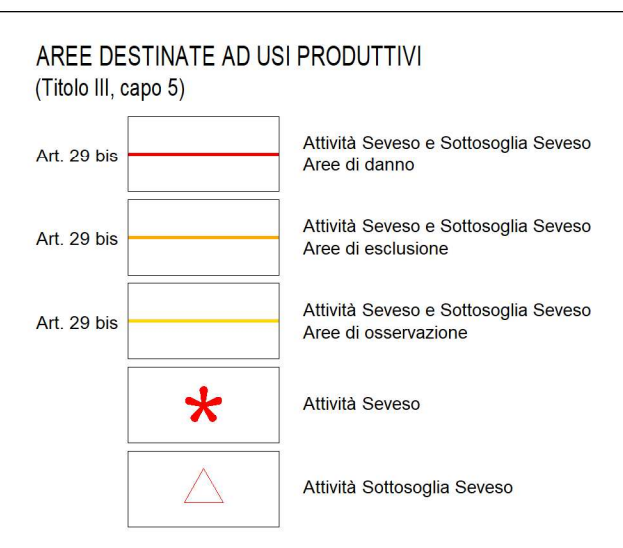 AREE DESTINATE AD USI PRODUTTIVI
(Titolo III, capo 5)
Art. 29 bis
Attività Seveso e Sottosoglia Seveso
Aree di danno
Art. 29 bis
Attività Seveso e Sottosoglia Seveso
Aree di esclusione
Art. 29 bis
Attività Seveso e Sottosoglia Seveso
Aree di osservazione
Attività Seveso
Attività Sottosoglia Seveso